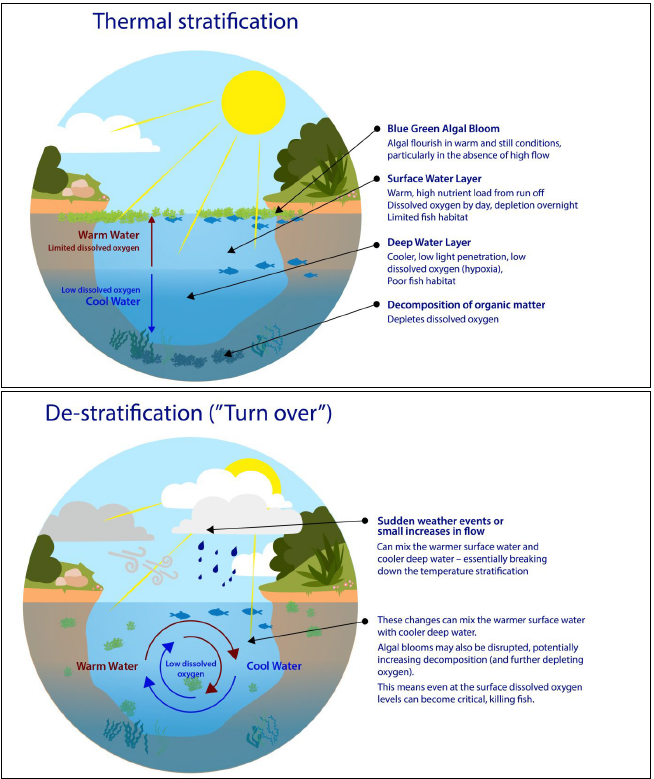 Thermal stratification
Blue Green Algal Bloom
Algal flourish in warm and still conditions,
particularly in the absence of high flow
Surface Water Layer
Warm, high nutrient load from run off
Dissolved oxygen by day, depletion overnight
Limited fish habitat
Warm Water
Limited dissolved oxygen
Deep Water Layer
Cooler, low light penetration, low
dissolved oxygen (hypoxia),
Poor fish habitat
Low dissolved oxygen
Cool Water
Decomposition of organic matter
Depletes dissolved oxygen
De-stratification ("Turn over")
Sudden weather events or
small increases in flow
Can mix the warmer surface water and
cooler deep water – essentially breaking
down the temperature stratification
These changes can mix the warmer surface water
with cooler deep water.
Algal blooms may also be disrupted, potentially
increasing decomposition (and further depleting
oxygen).
This means even at the surface dissolved oxygen
levels can become critical, killing fish.
Warm Water
Low dissolved
oxygen
Cool Water